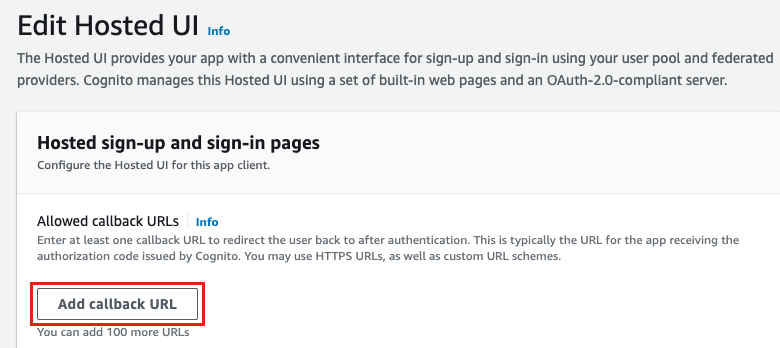 Edit Hosted UI Info
The Hosted UI provides your app with a convenient interface for sign-up and sign-in using your user pool and federated
providers. Cognito manages this Hosted UI using a set of built-in web pages and an OAuth-2.0-compliant server.
Hosted sign-up and sign-in pages
Configure the Hosted UI for this app client.
Allowed callback URLs Info
Enter at least one callback URL to redirect the user back to after authentication. This is typically the URL for the app receiving the
authorization code issued by Cognito. You may use HTTPS URLs, as well as custom URL schemes.
Add callback URL
You can add 100 more URLs